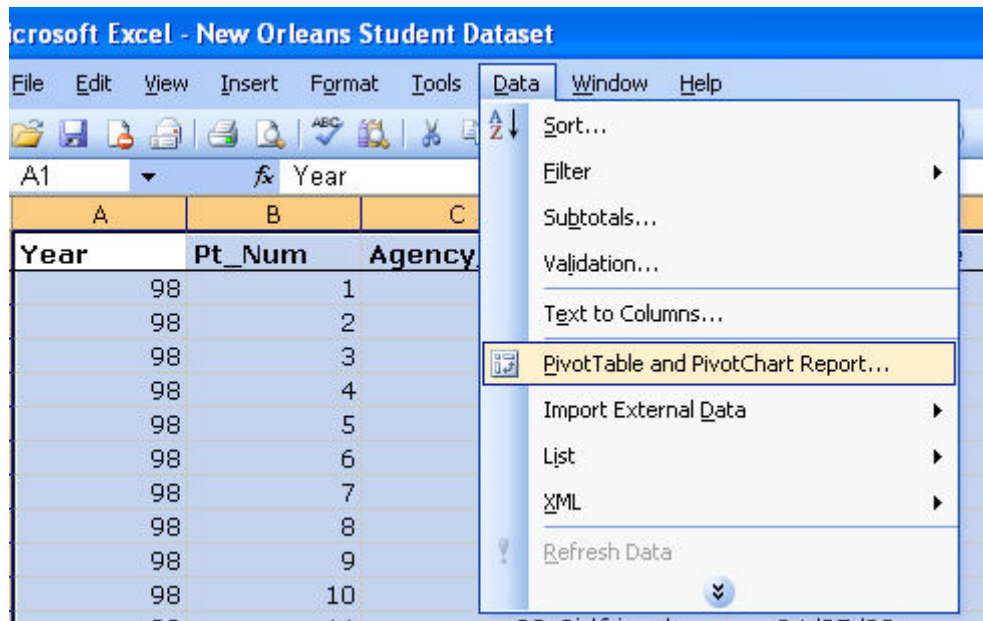 icrosoft Excel - New Orleans Student Dataset
File Edit View Insert Format Tools Data Window Help
A1 fx Year
A B C
Year Pt_Num Agency
98 1
98 2
98 3
98 4
98 5
98 6
98 7
98 8
98 9
98 10
Sort...
Filter
Subtotals...
Validation...
Text to Columns...
PivotTable and PivotChart Report...
Import External Data
List
XML
Refresh Data